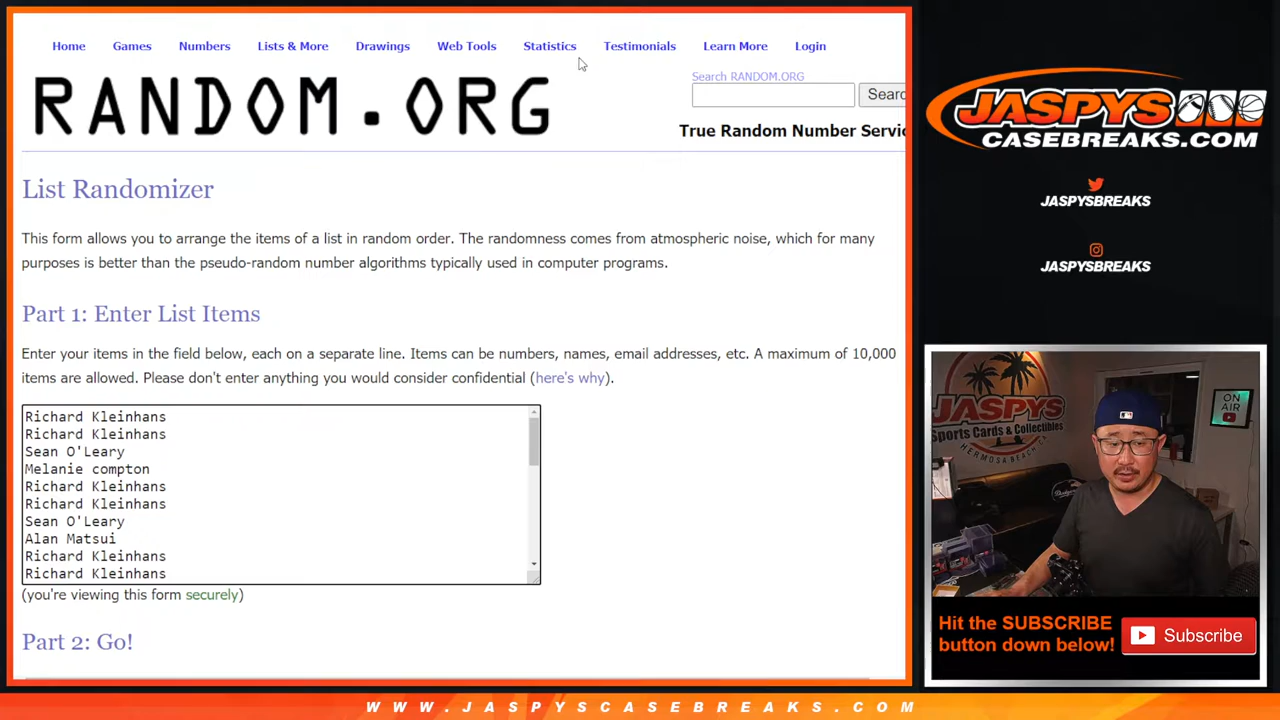 Home Games Numbers Lists & More Drawings Web Tools Statistics Testimonials Learn More Login
RANDOM.ORG
Search RANDOM.ORG
True Random Number
List Randomizer
This form allows you to arrange the items of a list in random order. The randomness comes from atmospheric noise, which for many
purposes is better than the pseudo-random number algorithms typically used in computer programs.
Part 1: Enter List Items
Enter your items in the field below, each on a separate line. Items can be numbers, names, email addresses, etc. A maximum of 10,000
items are allowed. Please don't enter anything you would consider confidential (here's why).
Richard Kleinhans
Richard Kleinhans
Sean O'Leary
Melanie compton
Richard Kleinhans
Richard Kleinhans
Sean O'Leary
Alan Matsui
Richard Kleinhans
Richard Kleinhans
(you're viewing this form securely)
Part 2: Go!
JASPYS
CASEBREAKS.COM
JASPYSBREAKS
JASPYSBREAKS
JASPYS
Sports Cards & Collectibles
HERMOSA BEACH, CA
ON
AIR
Hit the SUBSCRIBE
button down below!
Subscribe
WWW.JASPYSCASEBREAKS.COM